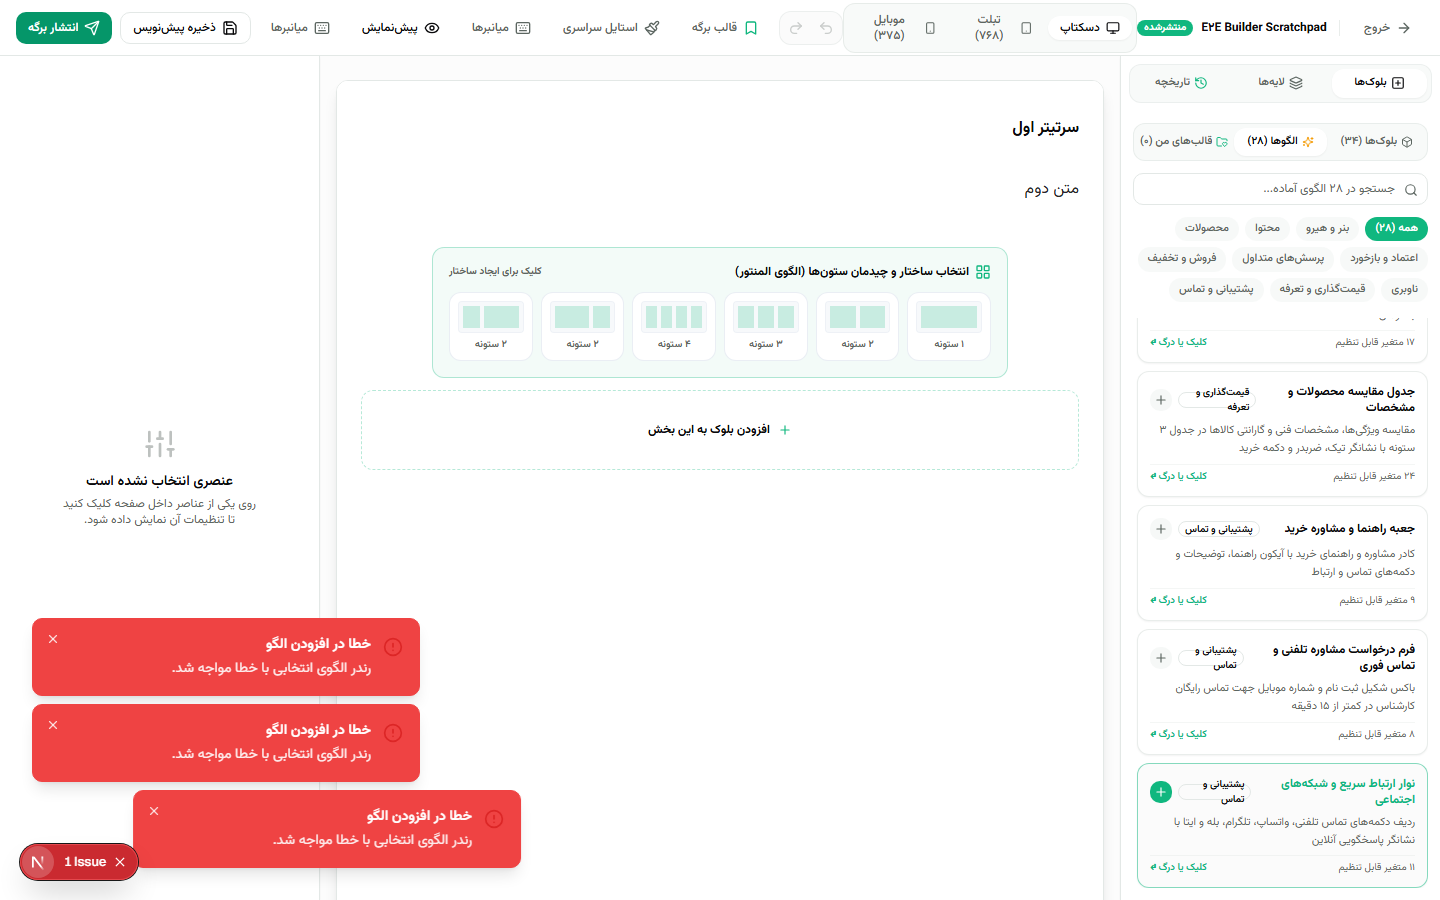 خروج
E2E Builder Scratchpad
منتشرشده
دسکتاپ
تبلت
(۷۶۸)
موبایل
(۳۷۵)
قالب برگه
استایل سراسری
میانبرها
پیش‌نمایش
میانبرها
ذخیره پیش‌نویس
انتشار برگه
بلوک‌ها
لایه‌ها
تاریخچه
بلوک‌ها (۳۴)
الگوها (۲۸)
قالب‌های من (۰)
جستجو در ۲۸ الگوی آماده...
همه (۲۸)
بنر و هیرو
محتوا
محصولات
اعتماد و بازخورد
پرسش‌های متداول
فروش و تخفیف
ناوبری
قیمت‌گذاری و تعرفه
پشتیبانی و تماس
۱۷ متغیر قابل تنظیم
کلیک یا درگ
جدول مقایسه محصولات و
مشخصات
قیمت‌گذاری و
تعرفه
مقایسه ویژگی‌ها، مشخصات فنی و گارانتی کالاها در جدول ۳
ستونه با نشانگر تیک، ضربدر و دکمه خرید
۲۴ متغیر قابل تنظیم
کلیک یا درگ
جعبه راهنما و مشاوره خرید
پشتیبانی و تماس
کادر مشاوره و راهنمای خرید با آیکون راهنما، توضیحات و
دکمه‌های تماس و ارتباط
۹ متغیر قابل تنظیم
کلیک یا درگ
فرم درخواست مشاوره تلفنی و
تماس فوری
پشتیبانی و
تماس
باکس شکیل ثبت نام و شماره موبایل جهت تماس رایگان
کارشناس در کمتر از ۱۵ دقیقه
۸ متغیر قابل تنظیم
کلیک یا درگ
نوار ارتباط سریع و شبکه‌های
اجتماعی
پشتیبانی و
تماس
ردیف دکمه‌های تماس تلفنی، واتساپ، تلگرام، بله و ایتا با
نشانگر پاسخگویی آنلاین
۱۱ متغیر قابل تنظیم
کلیک یا درگ
سرتیتر اول
متن دوم
انتخاب ساختار و چیدمان ستون‌ها (الگوی المنتور)
کلیک برای ایجاد ساختار
۱ ستونه
۲ ستونه
۳ ستونه
۴ ستونه
۲ ستونه
۲ ستونه
افزودن بلوک به این بخش
عنصری انتخاب نشده است
روی یکی از عناصر داخل صفحه کلیک کنید
تا تنظیمات آن نمایش داده شود.
خطا در افزودن الگو
رندر الگوی انتخابی با خطا مواجه شد.
خطا در افزودن الگو
رندر الگوی انتخابی با خطا مواجه شد.
خطا در افزودن الگو
رندر الگوی انتخابی با خطا مواجه شد.
N
1 Issue